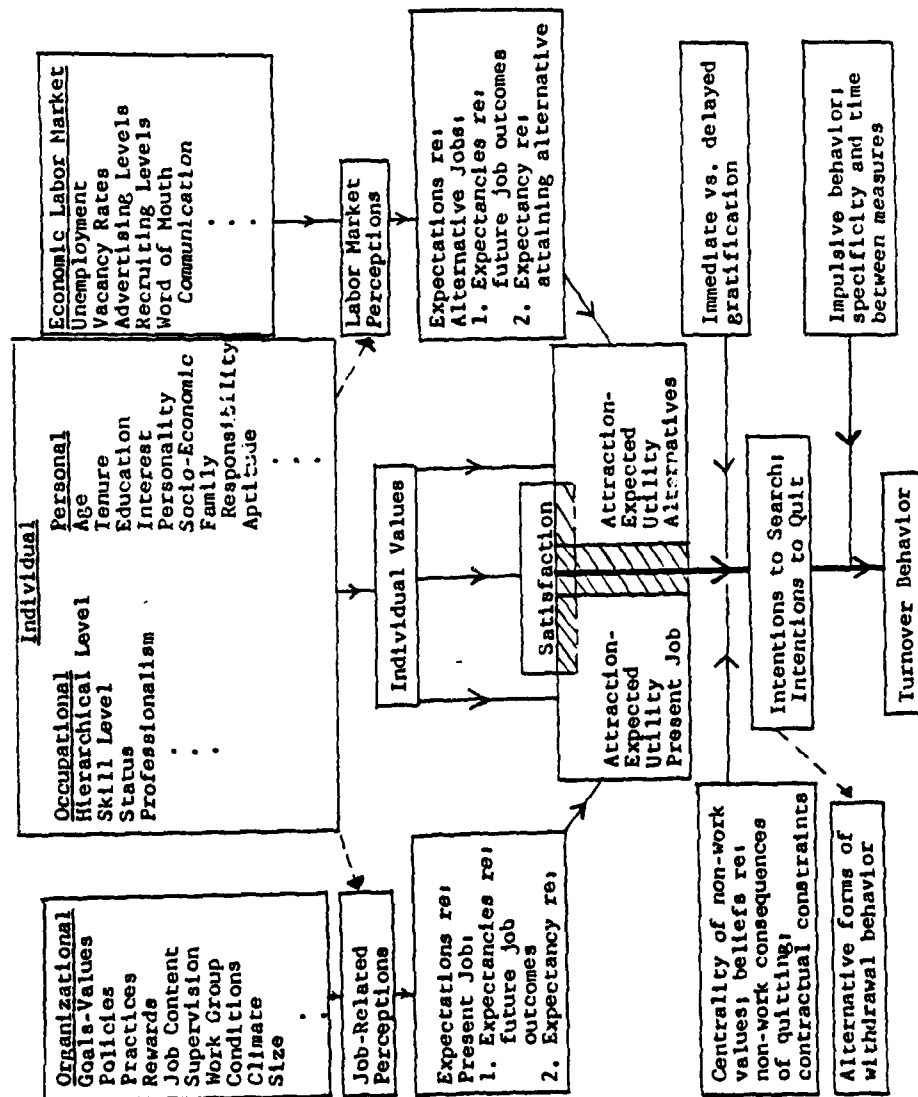 Organizational
Goals-Values
Policies
Practices
Rewards
Job Content
Supervision
Work Group
Conditions
Climate
Size
. .
Individual
Occupational
Hierarchical Level
Skill Level
Status
Professionalism
. . .
Personal
Age
Tenure
Education
Interest
Personality
Socio-Economic
Family
Responsibility
Aptitude
. . .
Economic Labor Market
Unemployment
Vacancy Rates
Advertising Levels
Recruiting Levels
Word of Mouth
Communication
. . .
Job-Related
Perceptions
Individual Values
Labor Market
Perceptions
Expectations re:
Present Job:
1. Expectancies re:
future job
outcomes
2. Expectancy re:
Satisfaction
Attraction-
Expected
Utility
Present Job
Attraction-
Expected
Utility
Alternatives
Expectations re:
Alternative Jobs:
1. Expectancies re:
future job outcomes
2. Expectancy re:
attaining alternative
Centrality of non-work
values; beliefs re:
non-work consequences
of quitting;
contractual constraints
Immediate vs. delayed
gratification
Intentions to Search;
Intentions to Quit
Alternative forms of
withdrawal behavior
Impulsive behavior;
specificity and time
between measures
Turnover Behavior